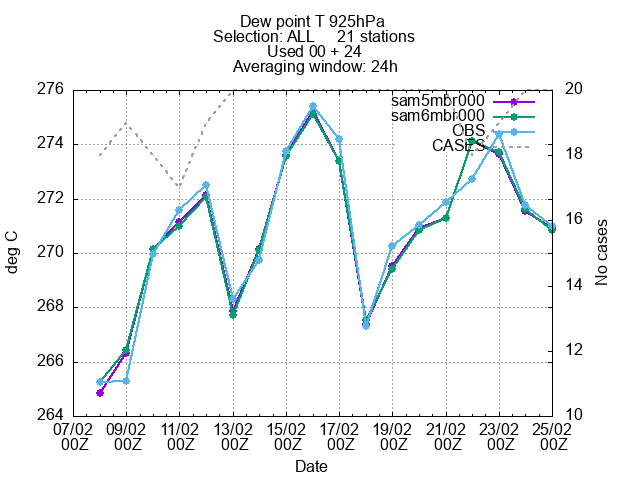 Dew point T 925hPa
Selection: ALL 21 stations
Used 00 + 24
Averaging window: 24h
276
274
272
270
268
266
264
deg C
20
18
16
14
12
10
No cases
sam5mbr000
sam6mbr000
OBS
CASES
07/02 09/02 11/02 13/02 15/02 17/02 19/02 21/02 23/02 25/02
00Z 00Z 00Z 00Z 00Z 00Z 00Z 00Z 00Z 00Z
Date